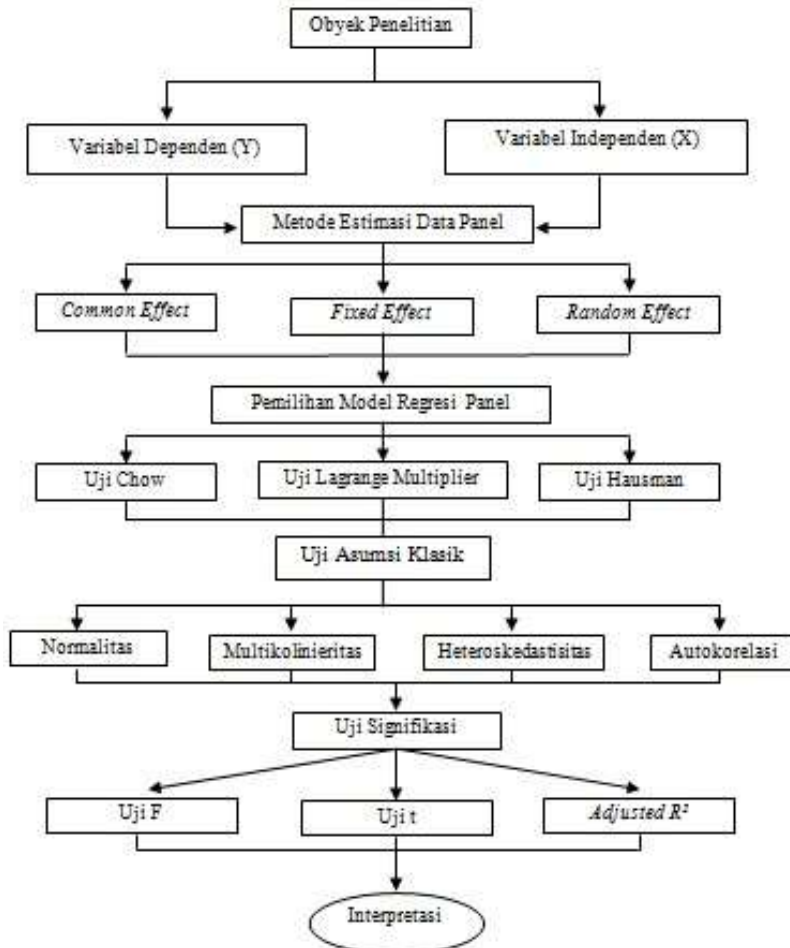 Obyek Penelitian
Variabel Dependen (Y)
Variabel Independen (X)
Metode Estimasi Data Panel
Common Effect
Fixed Effect
Random Effect
Pemilihan Model Regresi Panel
Uji Chow
Uji Lagrange Multiplier
Uji Hausman
Uji Asumsi Klasik
Normalitas
Multikolinieritas
Heteroskedastisitas
Autokorelasi
Uji Signifikasi
Uji F
Uji t
Adjusted R²
Interpretasi